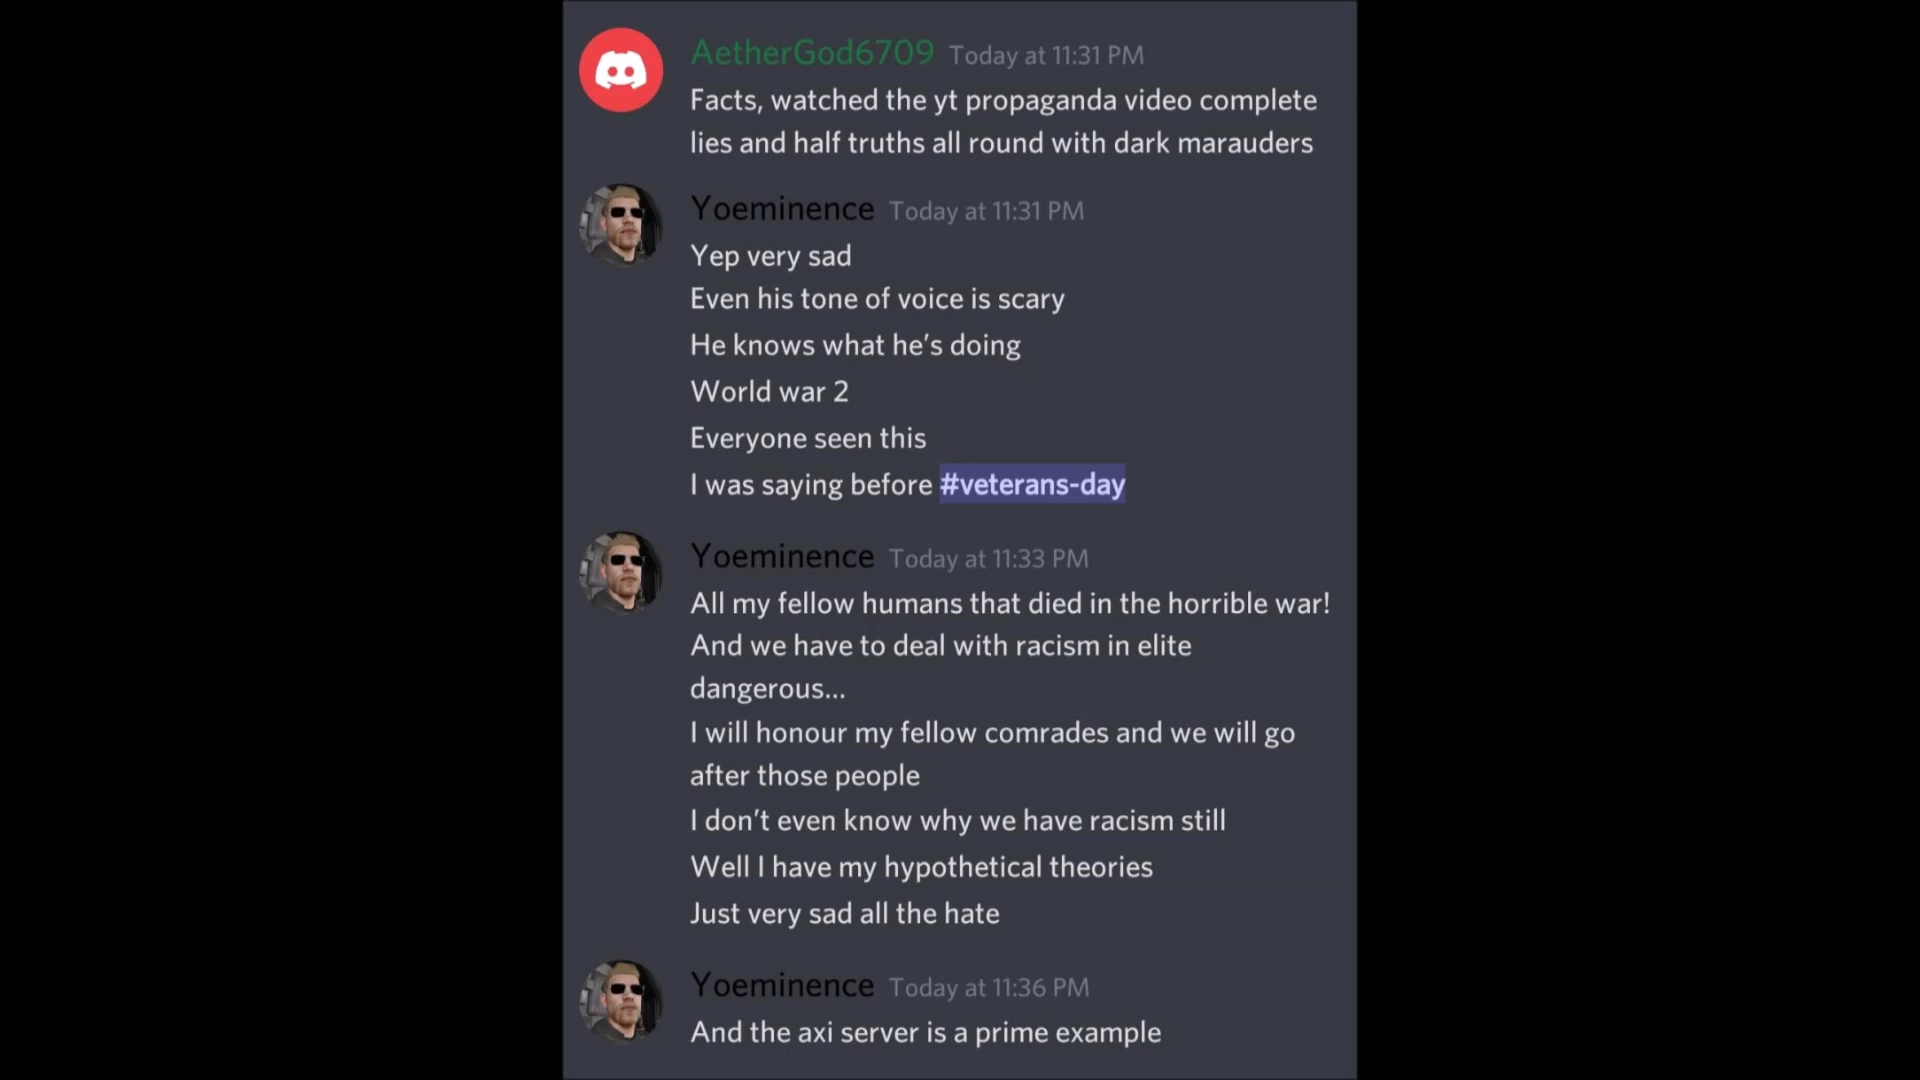 AetherGod6709 Today at 11:31 PM
Facts, watched the yt propaganda video complete
lies and half truths all round with dark marauders
Yoeminence Today at 11:31 PM
Yep very sad
Even his tone of voice is scary
He knows what he's doing
World war 2
Everyone seen this
I was saying before #veterans-day
Yoeminence Today at 11:33 PM
All my fellow humans that died in the horrible war!
And we have to deal with racism in elite
dangerous...
I will honour my fellow comrades and we will go
after those people
I don't even know why we have racism still
Well I have my hypothetical theories
Just very sad all the hate
Yoeminence Today at 11:36 PM
And the axi server is a prime example